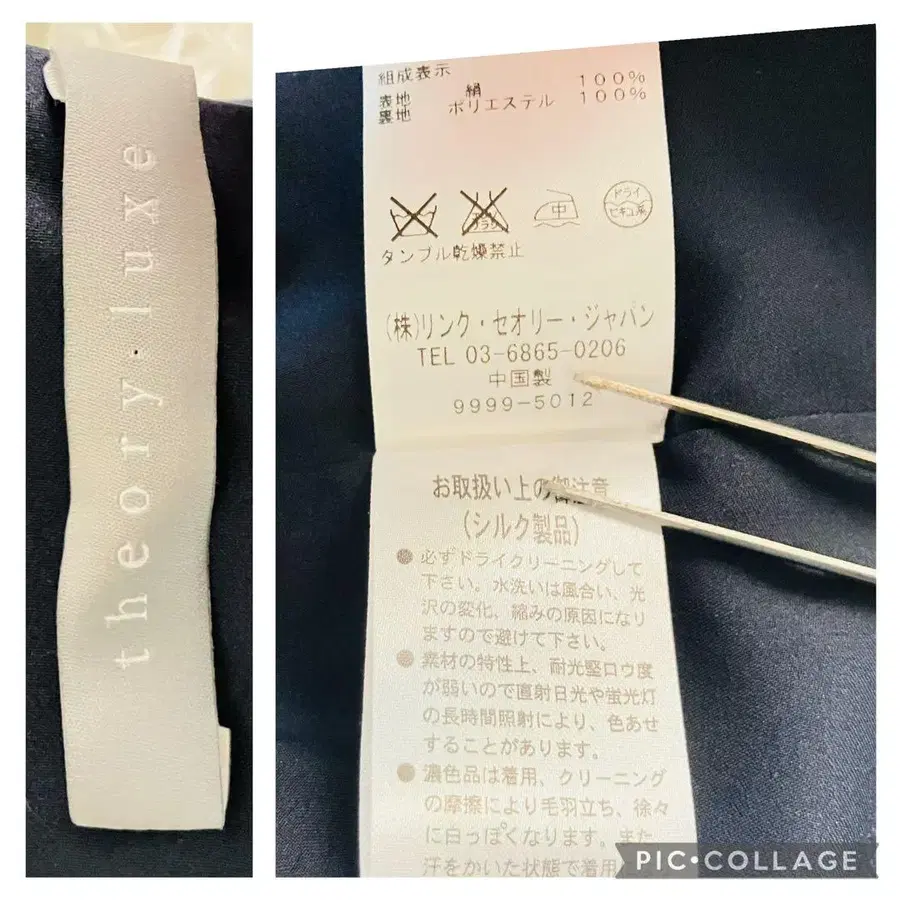 theory・luxe
組成表示
表地 絹 100%
裏地 ポリエステル 100%
中
ドライ
セキユ系
タンブル乾燥禁止
(株)リンク・セオリー・ジャパン
TEL 03-6865-0206
中国製
9999-5012
お取扱い上の御注意
(シルク製品)
●必ずドライクリーニングして
下さい。水洗いは風合い、光
沢の変化、縮みの原因になり
ますので避けて下さい。
●素材の特性上、耐光堅ロウ度
が弱いので直射日光や蛍光灯
の長時間照射により、色あせ
することがあります。
●濃色品は着用、クリーニング
の摩擦により毛羽立ち、徐々
に白っぽくなります。また
汗をかいた状態で着用
PIC•COLLAGE